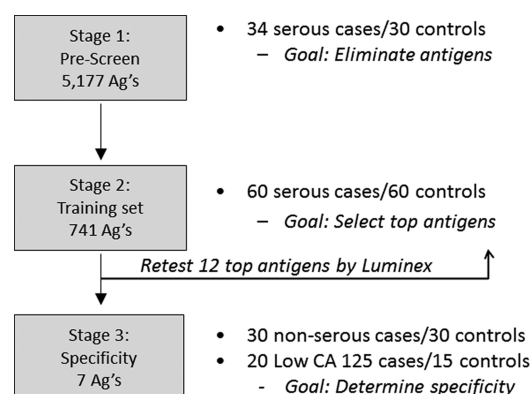 Stage 1:
Pre-Screen
5,177 Ag's
• 34 serous cases/30 controls
– Goal: Eliminate antigens
Stage 2:
Training set
741 Ag's
• 60 serous cases/60 controls
– Goal: Select top antigens
Retest 12 top antigens by Luminex
Stage 3:
Specificity
7 Ag's
• 30 non-serous cases/30 controls
• 20 Low CA 125 cases/15 controls
- Goal: Determine specificity